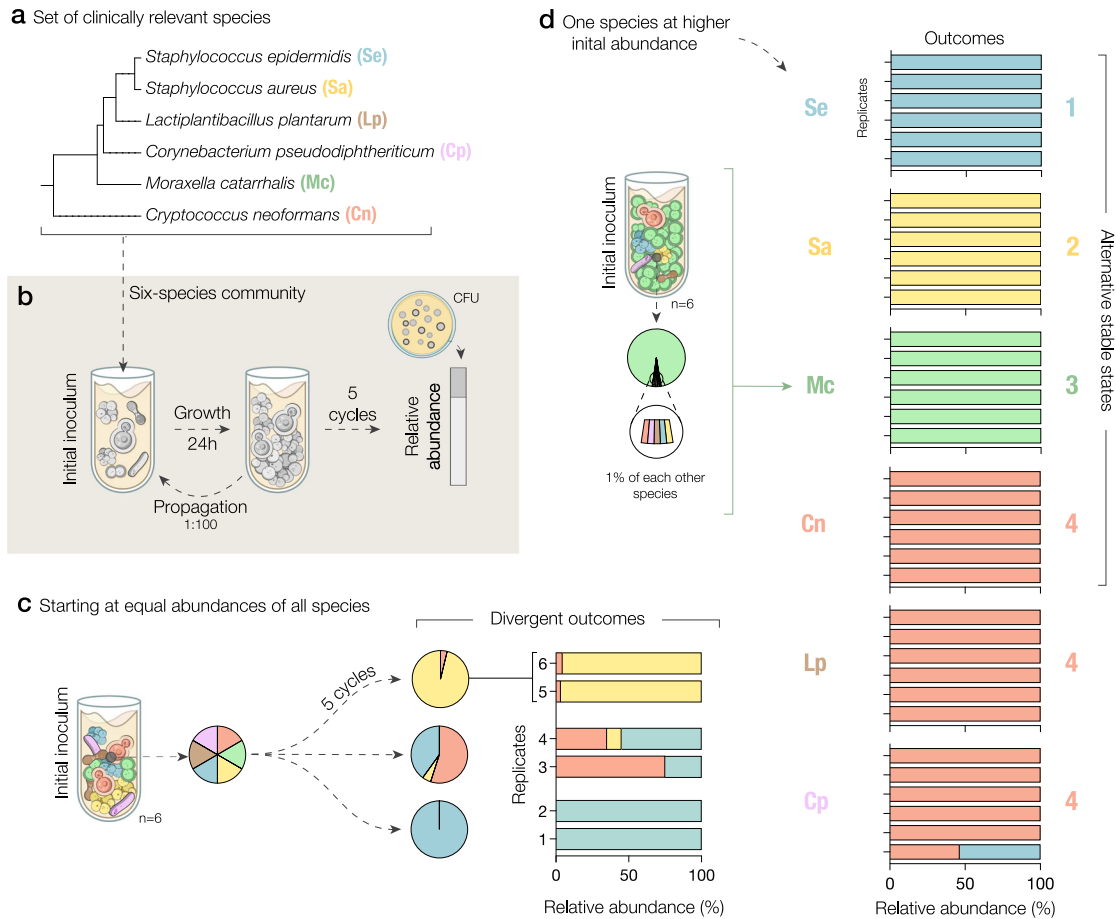 a Set of clinically relevant species
Staphylococcus epidermidis (Se)
Staphylococcus aureus (Sa)
Lactiplantibacillus plantarum (Lp)
Corynebacterium pseudodiphtheriticum (Cp)
Moraxella catarrhalis (Mc)
Cryptococcus neoformans (Cn)
b
Six-species community
CFU
Initial inoculum
Growth
24h
Propagation
1:100
5
cycles
Relative
abundance
c Starting at equal abundances of all species
Initial inoculum
n=6
5 cycles
Divergent outcomes
Replicates
6
5
4
3
2
1
0 50 100
Relative abundance (%)
d One species at higher
inital abundance
Initial inoculum
n=6
1% of each other
species
Outcomes
Replicates
Se 1
Sa 2
Mc 3
Cn 4
Lp 4
Cp 4
Alternative stable states
0 50 100
Relative abundance (%)